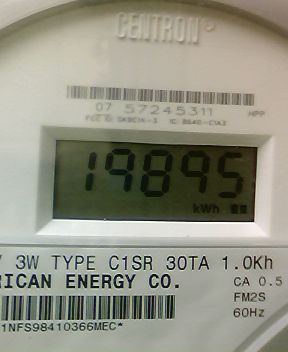 CENTRON®
07 57245311 HPP
19895
kWh
3W TYPE C1SR 30TA 1.0Kh
RICAN ENERGY CO. CA 0.5
FM2S
60Hz
1NFS98410366MEC*